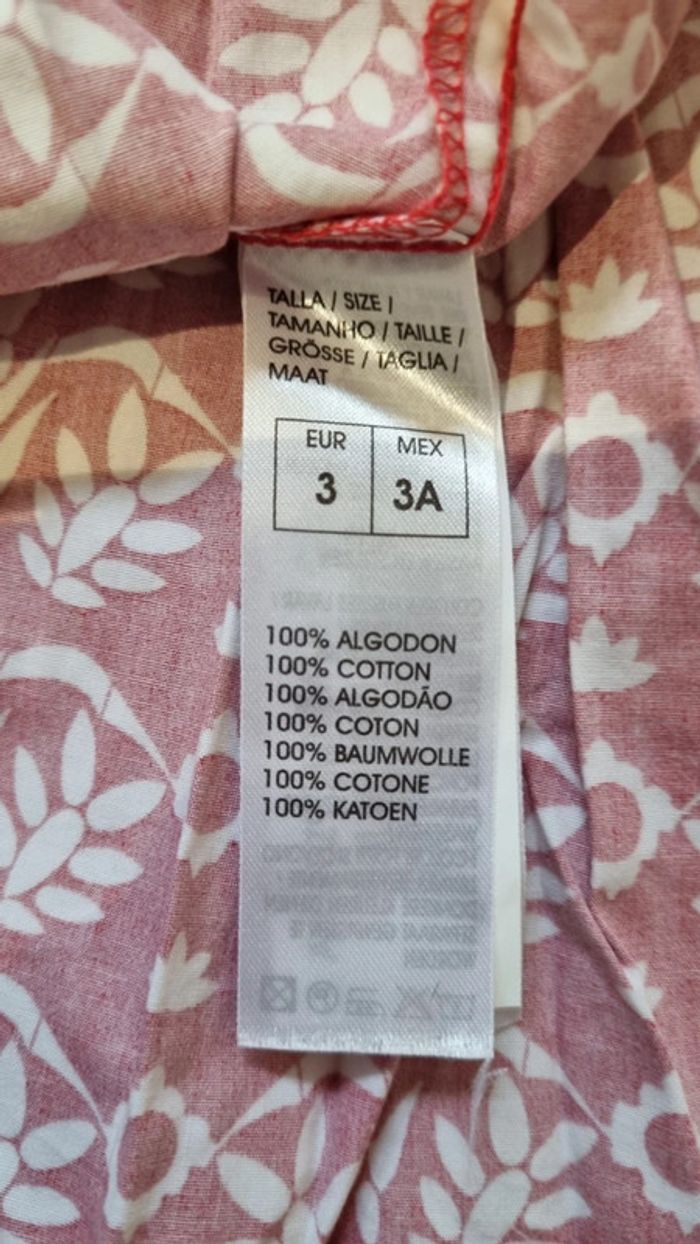 TALLA / SIZE /
TAMANHO / TAILLE /
GRÖSSE / TAGLIA /
MAAT
EUR MEX
3 3A
100% ALGODON
100% COTTON
100% ALGODÃO
100% COTON
100% BAUMWOLLE
100% COTONE
100% KATOEN